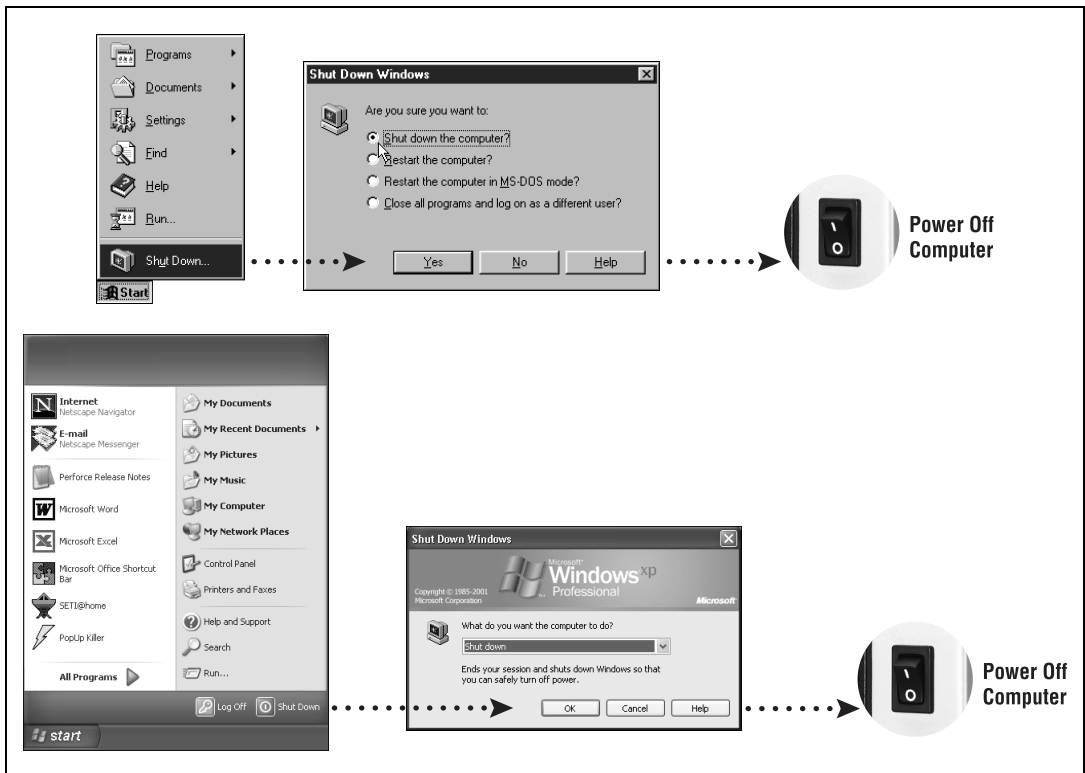 Programs
Documents
Settings
Find
Help
Run...
Shut Down...
Start
Shut Down Windows
Are you sure you want to:
Shut down the computer?
Restart the computer?
Restart the computer in MS-DOS mode?
Close all programs and log on as a different user?
Yes
No
Help
Power Off
Computer
Internet
Netscape Navigator
E-mail
Netscape Messenger
Perforce Release Notes
Microsoft Word
Microsoft Excel
Microsoft Office Shortcut
Bar
SETI@home
PopUp Killer
All Programs
My Documents
My Recent Documents
My Pictures
My Music
My Computer
My Network Places
Control Panel
Printers and Faxes
Help and Support
Search
Run...
Log Off
Shut Down
start
Shut Down Windows
Copyright © 1985-2001
Microsoft Corporation
Microsoft
Windows xp
Professional
Microsoft
What do you want the computer to do?
Shut down
Ends your session and shuts down Windows so that
you can safely turn off power.
OK
Cancel
Help
Power Off
Computer